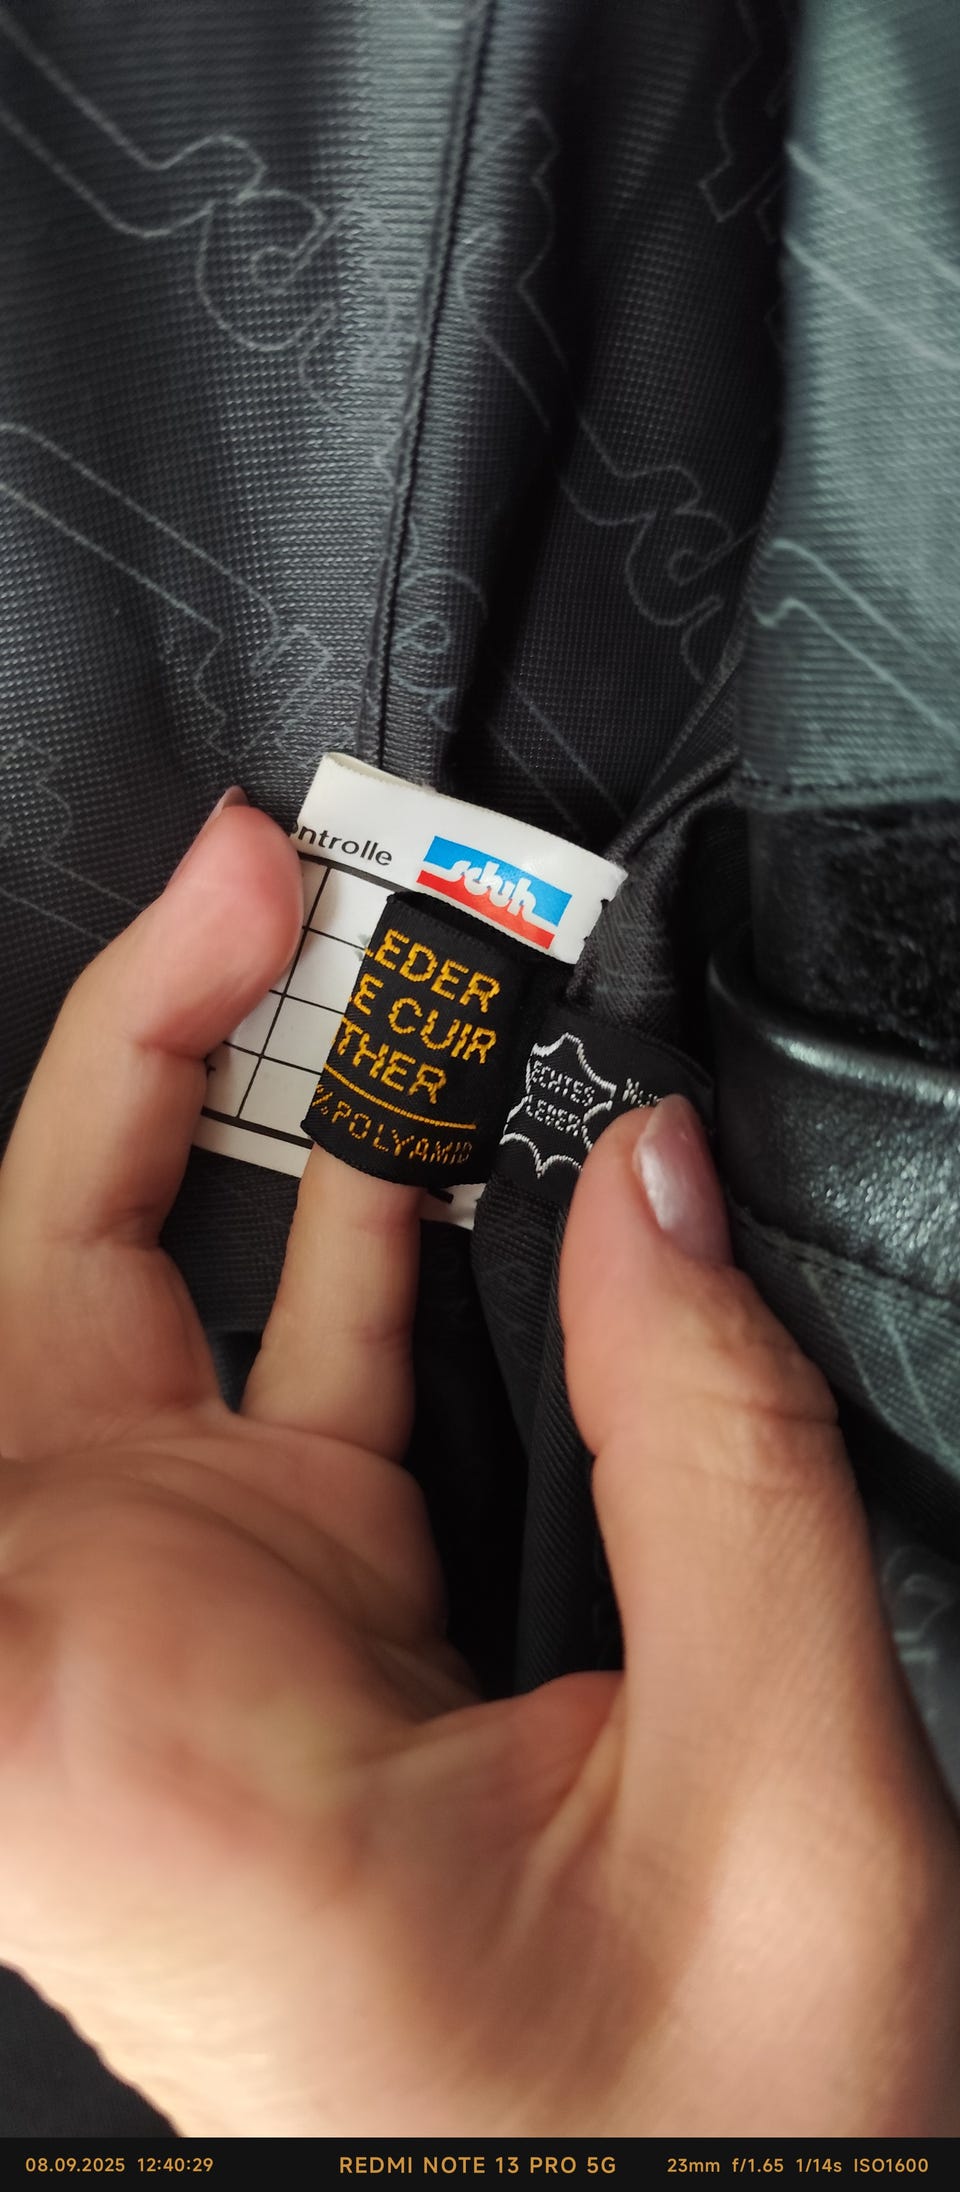 ontrolle
schuh
LEDER
E CUIR
THER
%POLYAMID
ECHTES
LEDER
08.09.2025 12:40:29
REDMI NOTE 13 PRO 5G
23mm f/1.65 1/14s ISO1600